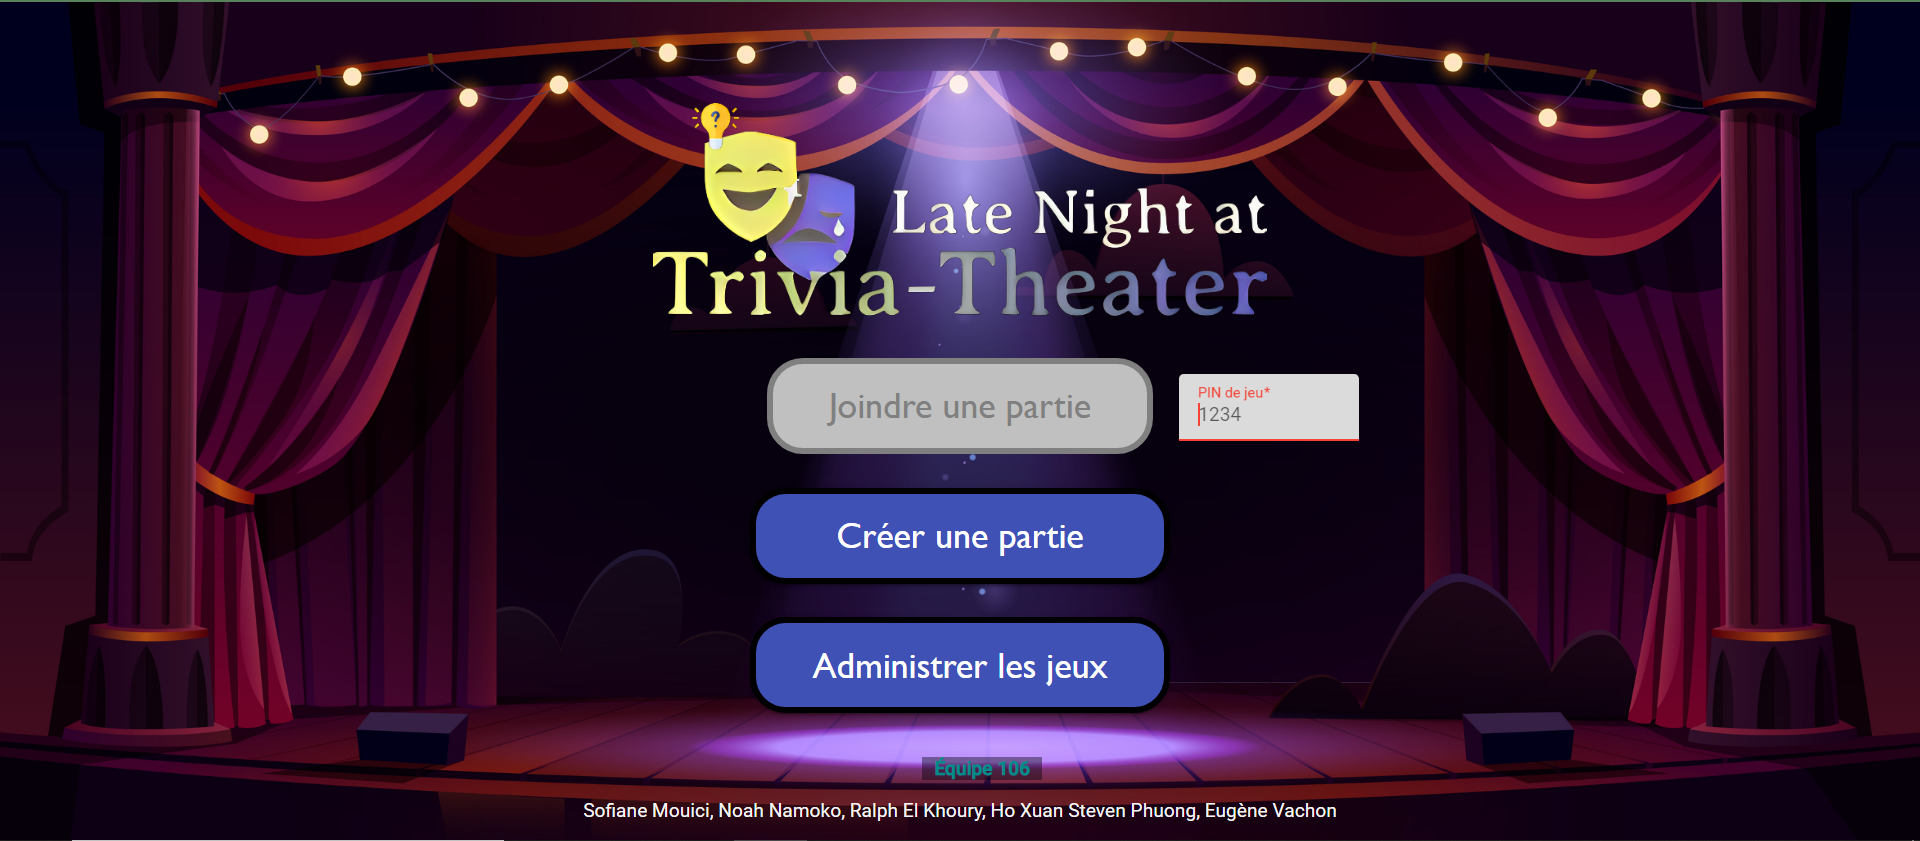 ?
Late Night at
Trivia-Theater
Joindre une partie
PIN de jeu*
1234
Créer une partie
Administrer les jeux
Équipe 106
Sofiane Mouici, Noah Namoko, Ralph El Khoury, Ho Xuan Steven Phuong, Eugène Vachon